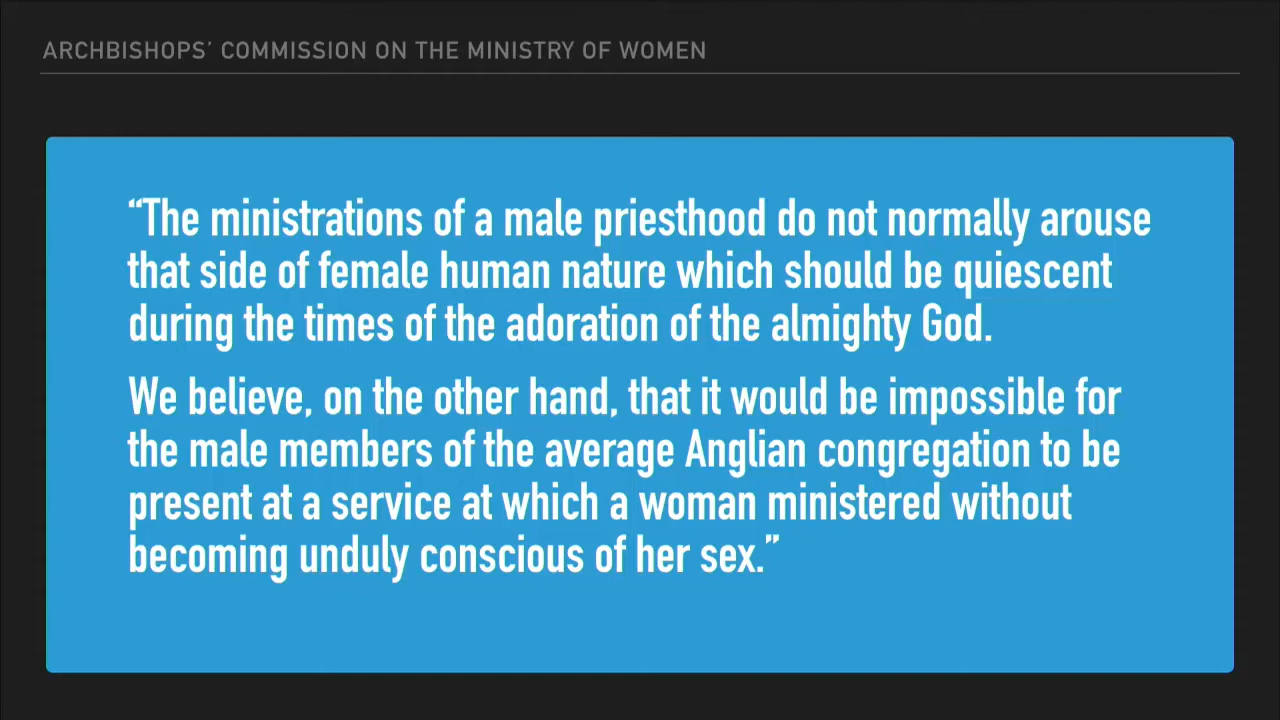 ARCHBISHOPS’ COMMISSION ON THE MINISTRY OF WOMEN
“The ministrations of a male priesthood do not normally arouse
that side of female human nature which should be quiescent
during the times of the adoration of the almighty God.
We believe, on the other hand, that it would be impossible for
the male members of the average Anglian congregation to be
present at a service at which a woman ministered without
becoming unduly conscious of her sex.”